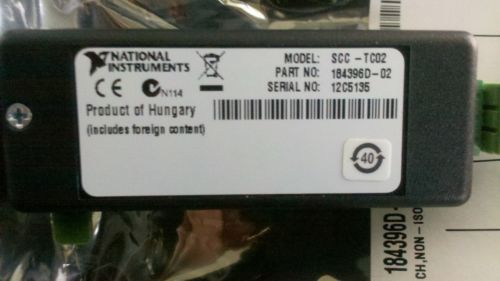 NATIONAL
INSTRUMENTS
MODEL: SCC-TC02
PART NO: 184396D-02
SERIAL NO: 12C5135
CE N114
Product of Hungary
(includes foreign content)
40
184396D-
CH,NON-ISO